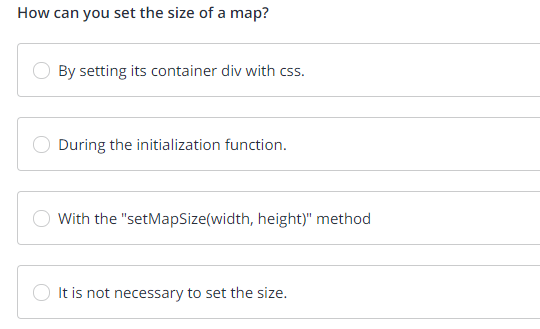 How can you set the size of a map?
By setting its container div with css.
During the initialization function.
With the "setMapSize(width, height)" method
It is not necessary to set the size.